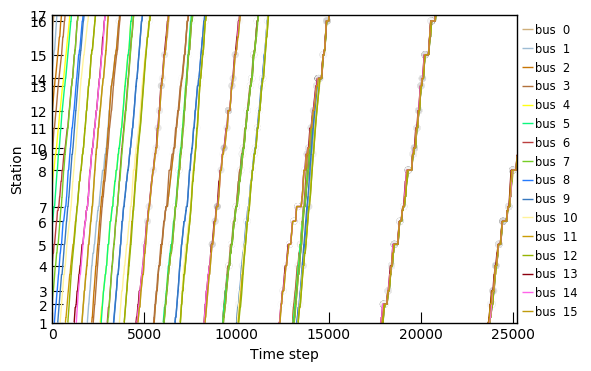 17
16
15
14
13
12
11
10
9
8
7
6
5
4
3
2
1
Station
0
5000
10000
15000
20000
25000
Time step
bus 0
bus 1
bus 2
bus 3
bus 4
bus 5
bus 6
bus 7
bus 8
bus 9
bus 10
bus 11
bus 12
bus 13
bus 14
bus 15